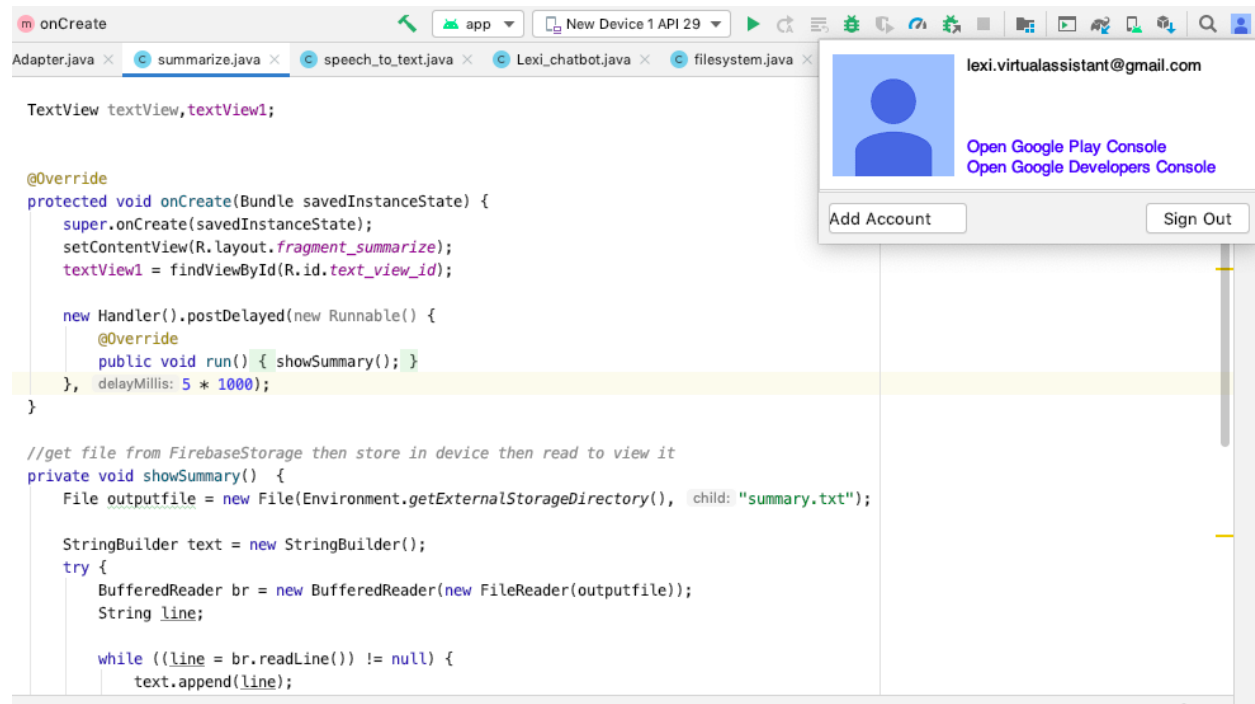 m onCreate app New Device 1 API 29
Adapter.java × C summarize.java × C speech_to_text.java × C Lexi_chatbot.java × C filesystem.java ×
lexi.virtualassistant@gmail.com
Open Google Play Console
Open Google Developers Console
Add Account Sign Out
TextView textView,textView1;
@Override
protected void onCreate(Bundle savedInstanceState) {
super.onCreate(savedInstanceState);
setContentView(R.layout.fragment_summarize);
textView1 = findViewById(R.id.text_view_id);
new Handler().postDelayed(new Runnable() {
@Override
public void run() { showSummary(); }
}, delayMillis: 5 * 1000);
}
//get file from FirebaseStorage then store in device then read to view it
private void showSummary() {
File outputfile = new File(Environment.getExternalStorageDirectory(), child: "summary.txt");
StringBuilder text = new StringBuilder();
try {
BufferedReader br = new BufferedReader(new FileReader(outputfile));
String line;
while ((line = br.readLine()) != null) {
text.append(line);